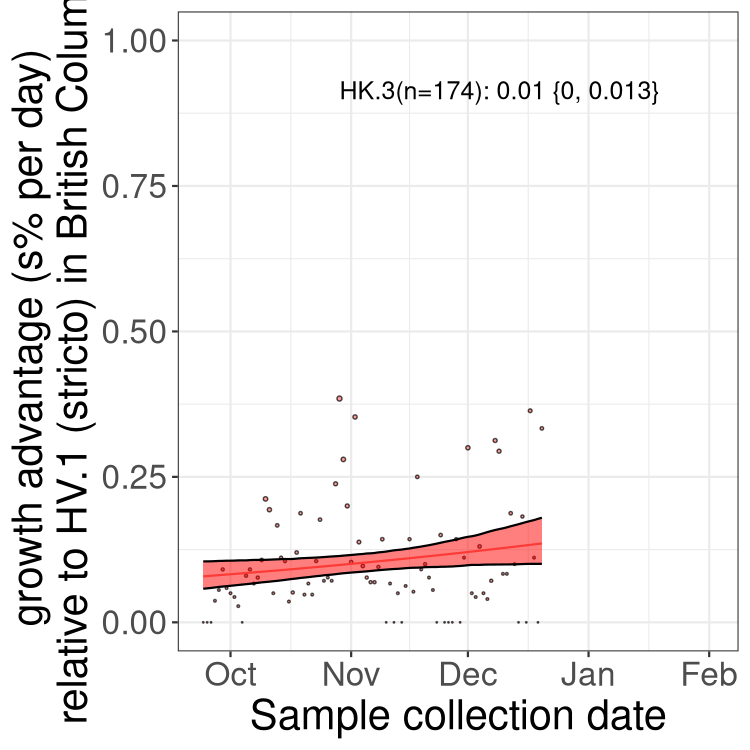 growth advantage (s% per day)
relative to HV.1 (stricto) in British Colum
1.00
0.75
0.50
0.25
0.00
HK.3(n=174): 0.01 {0, 0.013}
Oct Nov Dec Jan Feb
Sample collection date